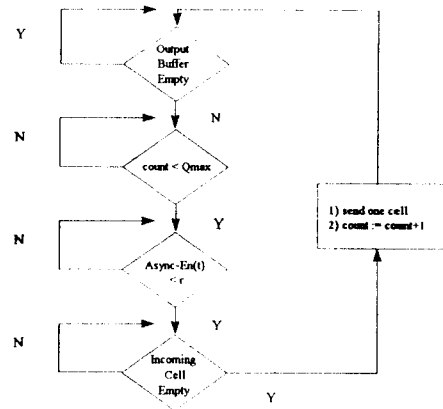 Y
Output
Buffer
Empty
N
N
count < Qmax
1) send one cell
2) count := count+1
N
Y
Async-En(t)
< r
Y
N
Incoming
Cell
Empty
Y